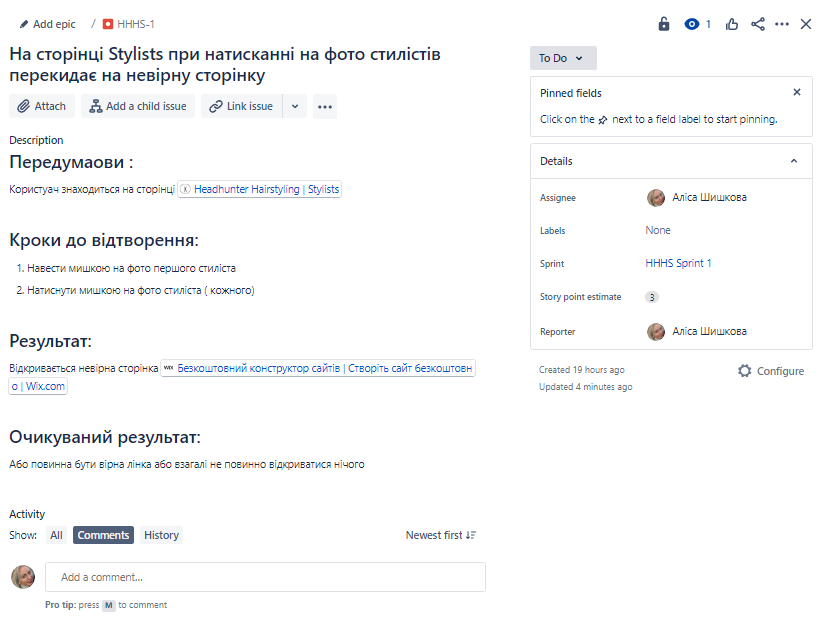 Add epic / HHHS-1
1
На сторінці Stylists при натисканні на фото стилістів
перекидає на невірну сторінку
To Do
Attach Add a child issue Link issue
Pinned fields
Click on the next to a field label to start pinning.
Description
Передумаови :
Користуач знаходиться на сторінці Headhunter Hairstyling | Stylists
Кроки до відтворення:
1. Навести мишкою на фото першого стиліста
2. Натиснути мишкою на фото стиліста ( кожного)
Результат:
Відкривається невірна сторінка WIX Безкоштовний конструктор сайтів | Створіть сайт безкоштовн
о | Wix.com
Очикуваний результат:
Або повинна бути вірна лінка або взагалі не повинно відкриватися нічого
Details
Assignee Аліса Шишкова
Labels None
Sprint HHHS Sprint 1
Story point estimate 3
Reporter Аліса Шишкова
Created 19 hours ago
Updated 4 minutes ago
Configure
Activity
Show: All Comments History Newest first
Add a comment...
Pro tip: press M to comment